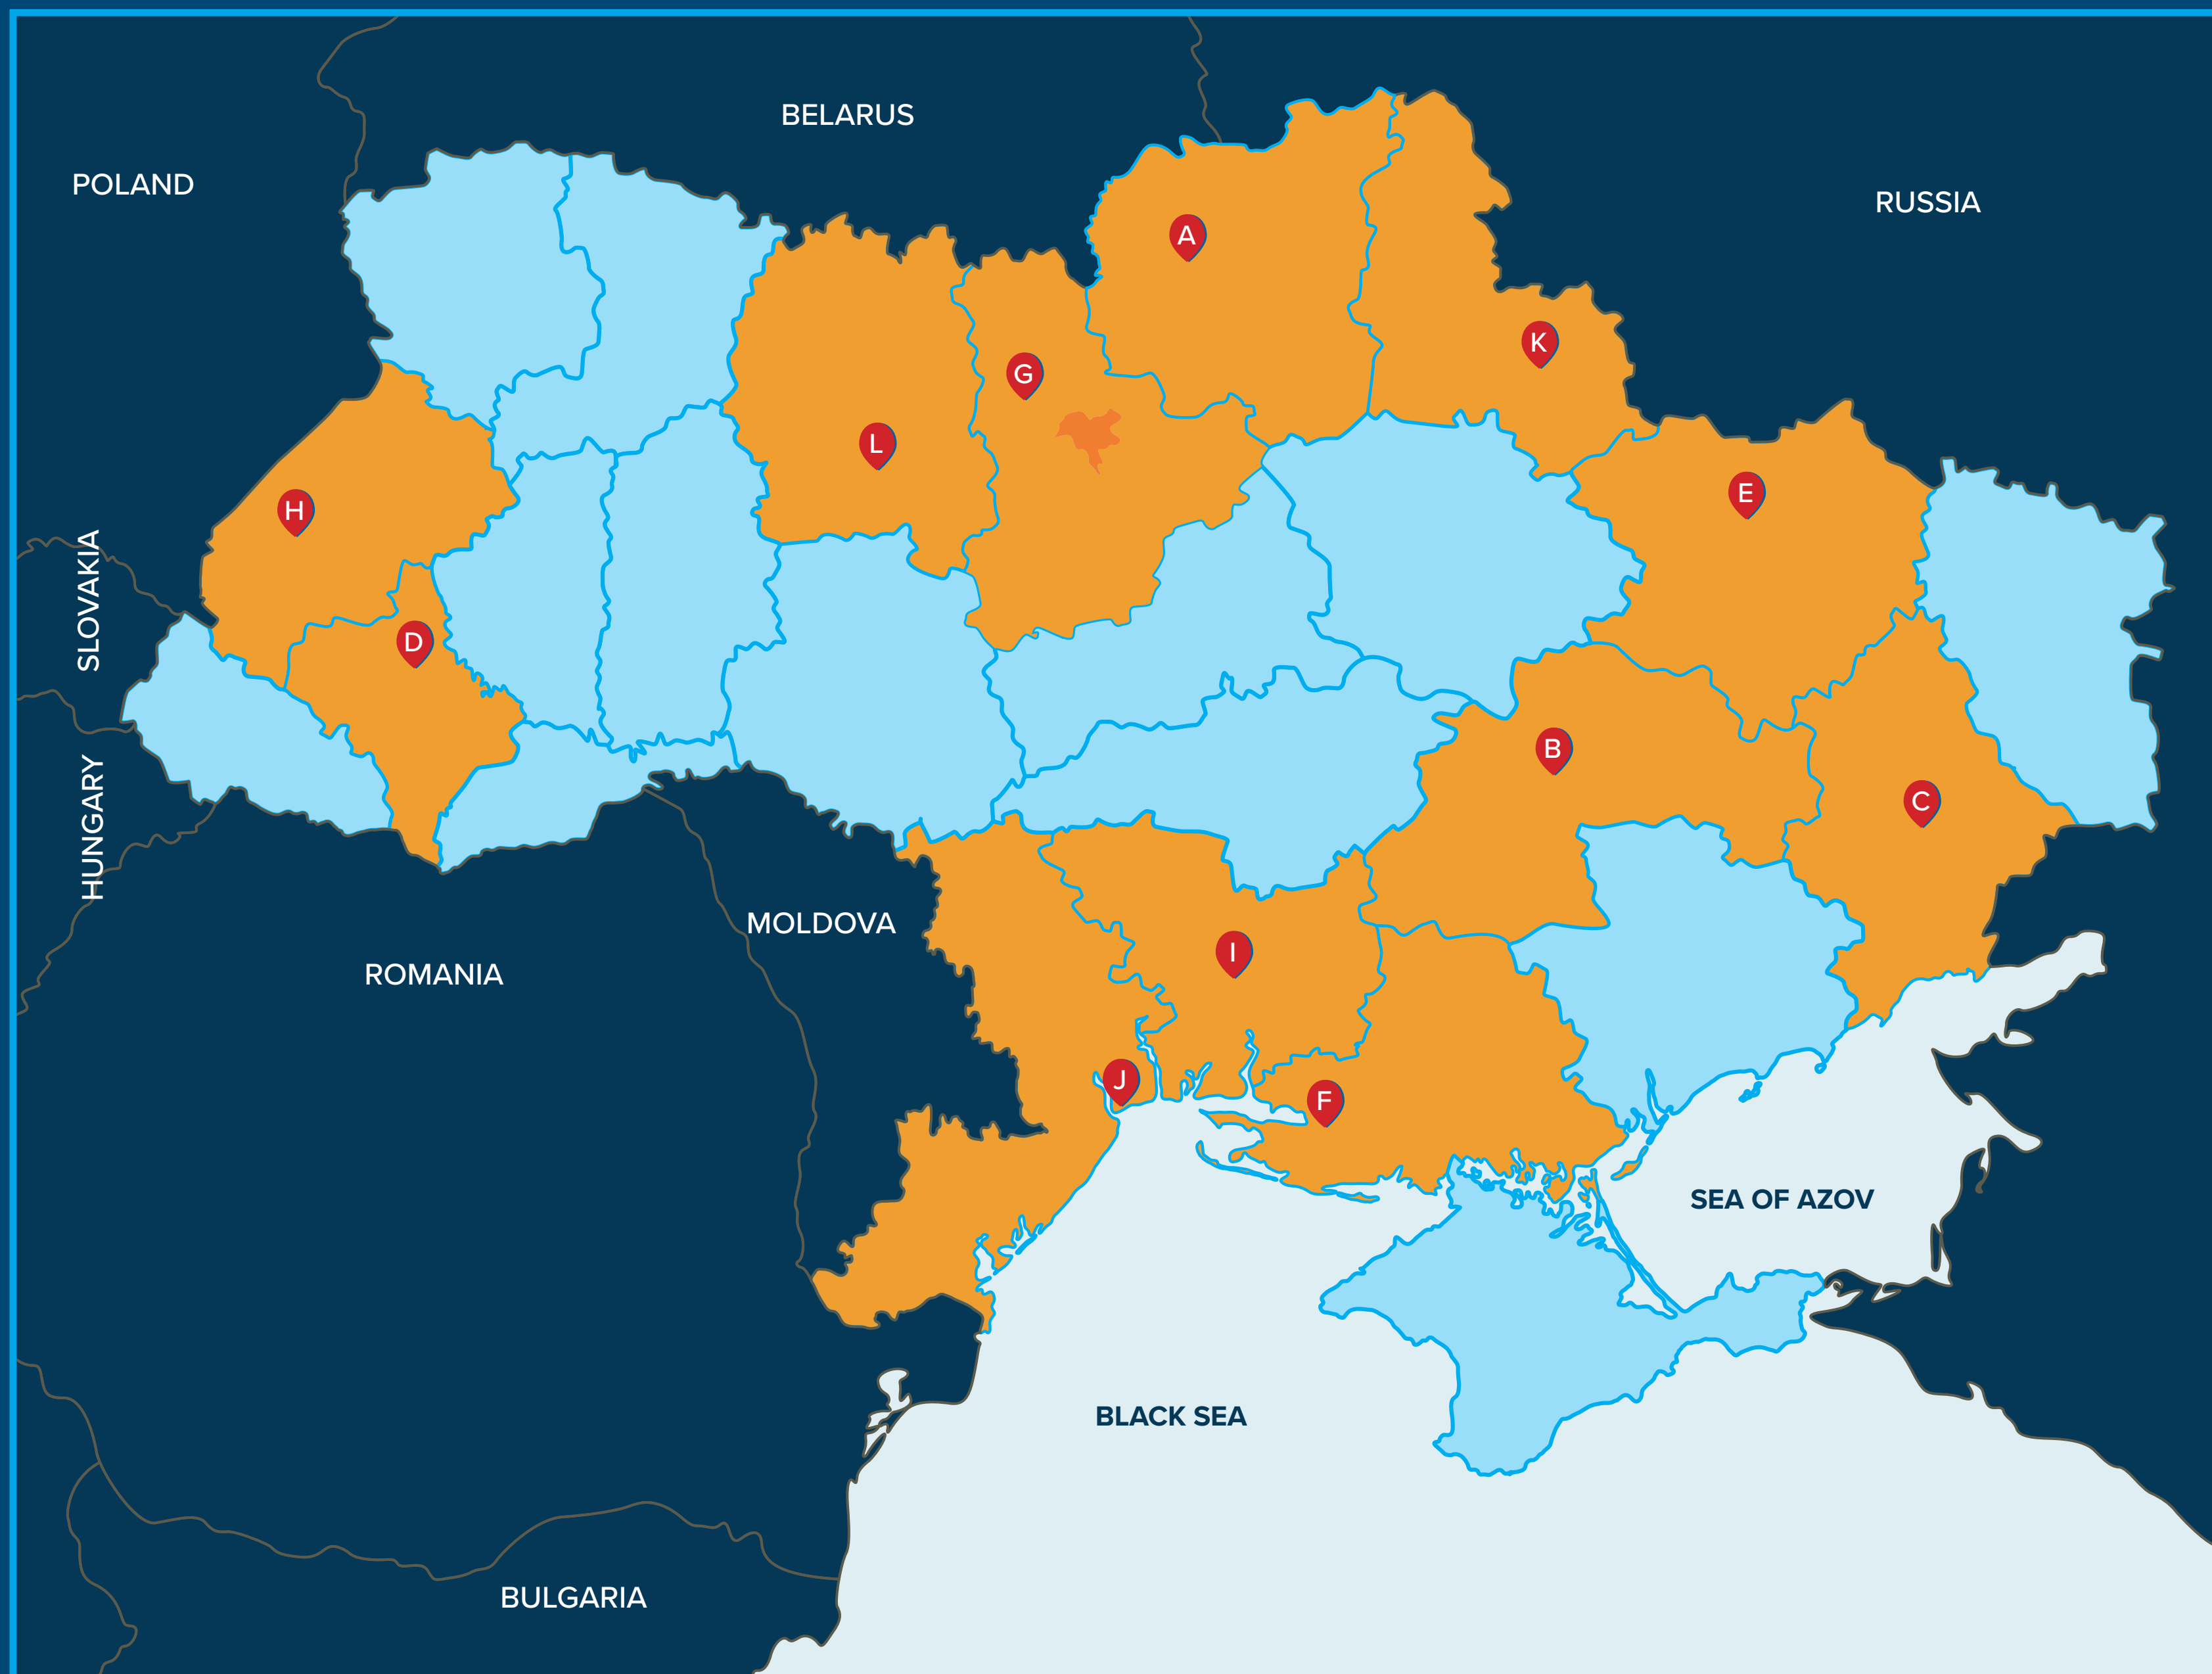 BELARUS
POLAND
RUSSIA
A
K
G
L
E
H
SLOVAKIA
D
B
HUNGARY
C
MOLDOVA
I
ROMANIA
J
F
SEA OF AZOV
BLACK SEA
BULGARIA